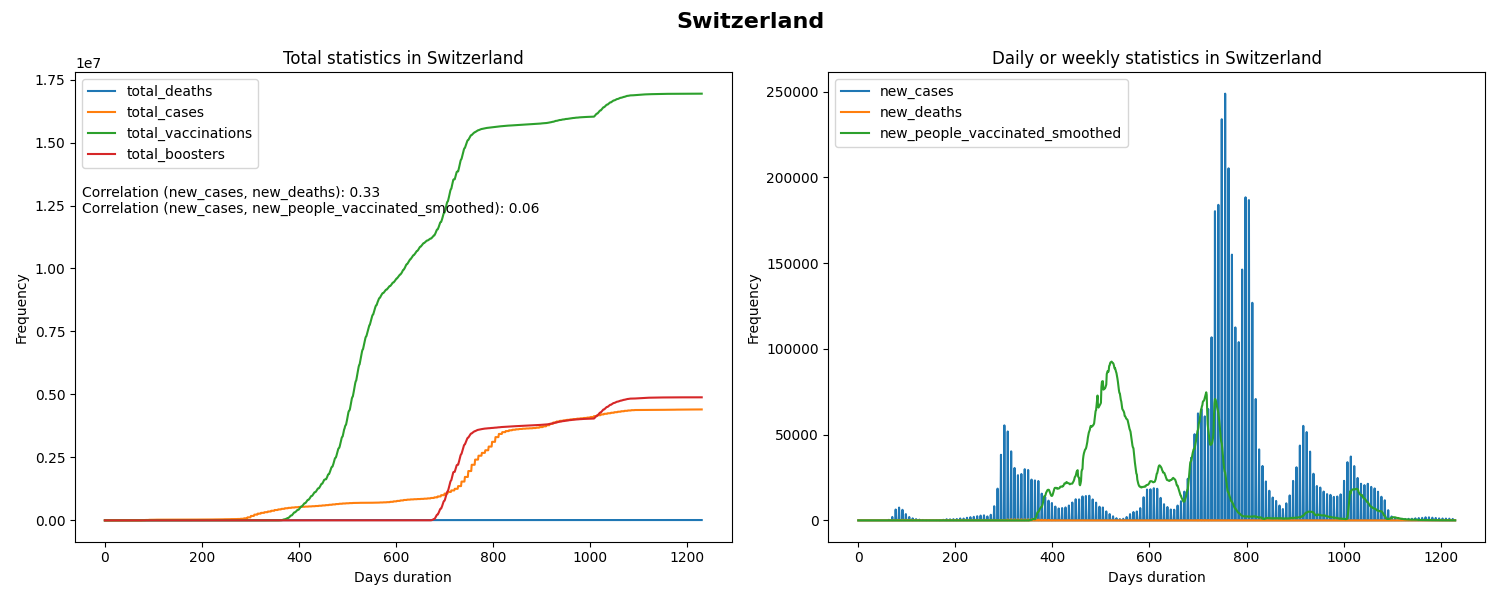 Switzerland
Total statistics in Switzerland
1e7
1.75
1.50
1.25
1.00
0.75
0.50
0.25
0.00
Frequency
total_deaths
total_cases
total_vaccinations
total_boosters
Correlation (new_cases, new_deaths): 0.33
Correlation (new_cases, new_people_vaccinated_smoothed): 0.06
0 200 400 600 800 1000 1200
Days duration
Daily or weekly statistics in Switzerland
250000
200000
150000
100000
50000
0
Frequency
new_cases
new_deaths
new_people_vaccinated_smoothed
0 200 400 600 800 1000 1200
Days duration